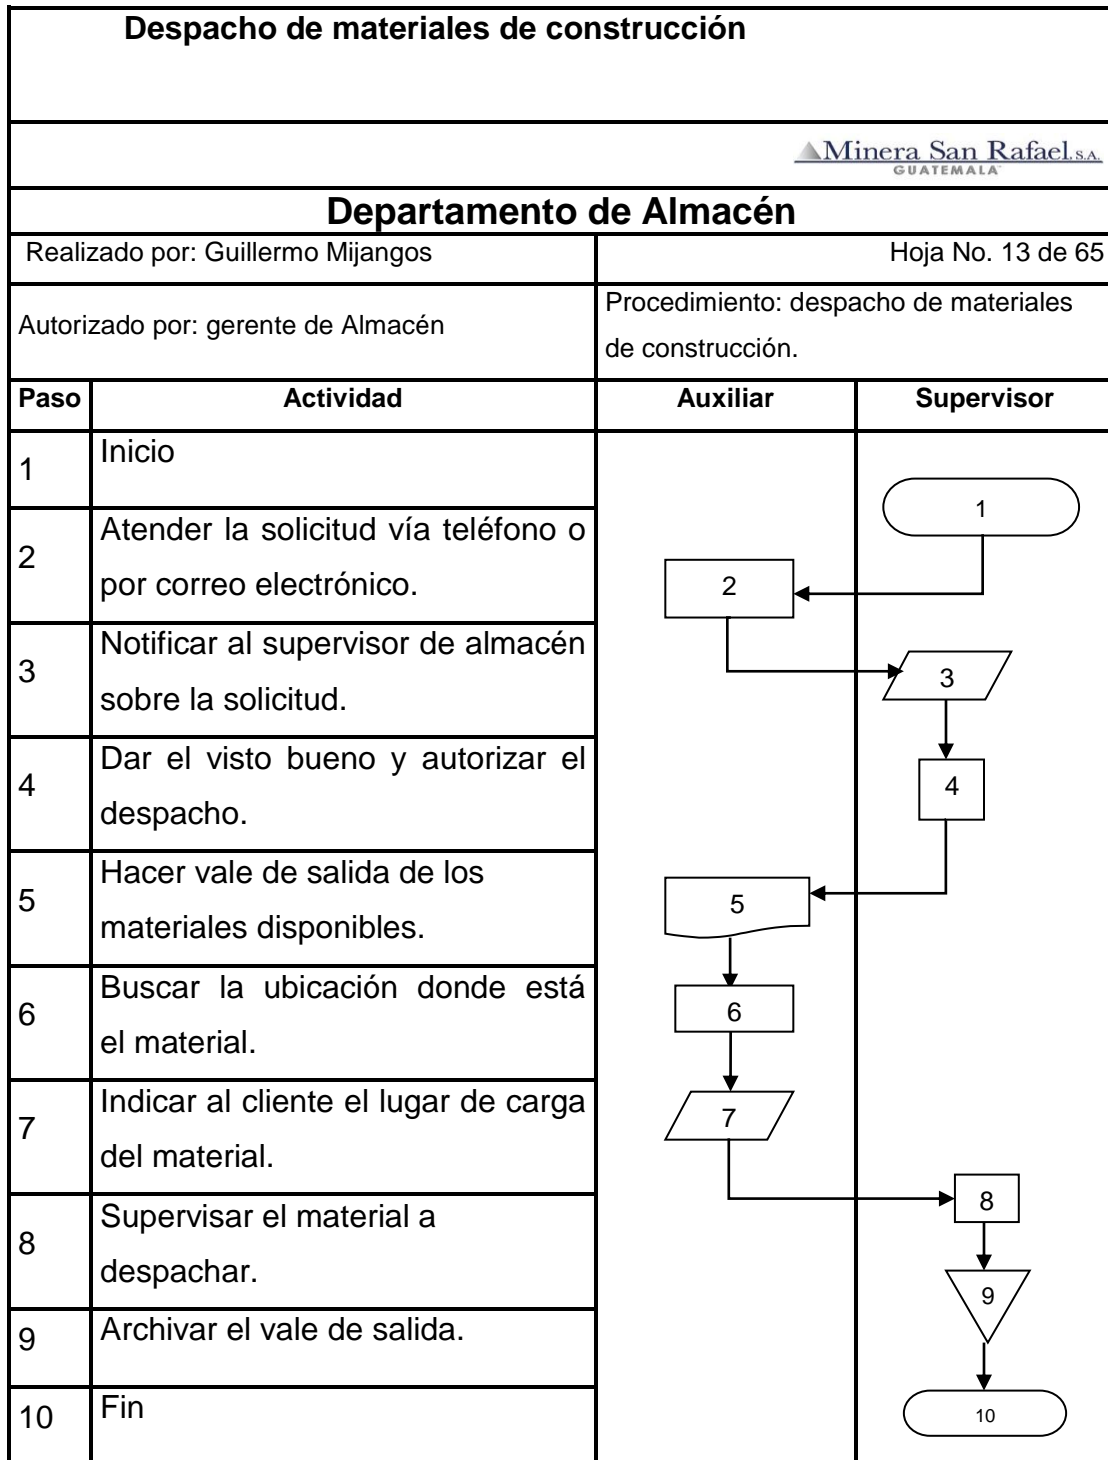 Despacho de materiales de construcción
Minera San Rafael S.A.
GUATEMALA
Departamento de Almacén
Realizado por: Guillermo Mijangos
Hoja No. 13 de 65
Autorizado por: gerente de Almacén
Procedimiento: despacho de materiales
de construcción.
Paso
Actividad
Auxiliar
Supervisor
1
Inicio
2
Atender la solicitud vía teléfono o
por correo electrónico.
3
Notificar al supervisor de almacén
sobre la solicitud.
4
Dar el visto bueno y autorizar el
despacho.
5
Hacer vale de salida de los
materiales disponibles.
6
Buscar la ubicación donde está
el material.
7
Indicar al cliente el lugar de carga
del material.
8
Supervisar el material a
despachar.
9
Archivar el vale de salida.
10
Fin
1
2
3
4
5
6
7
8
9
10